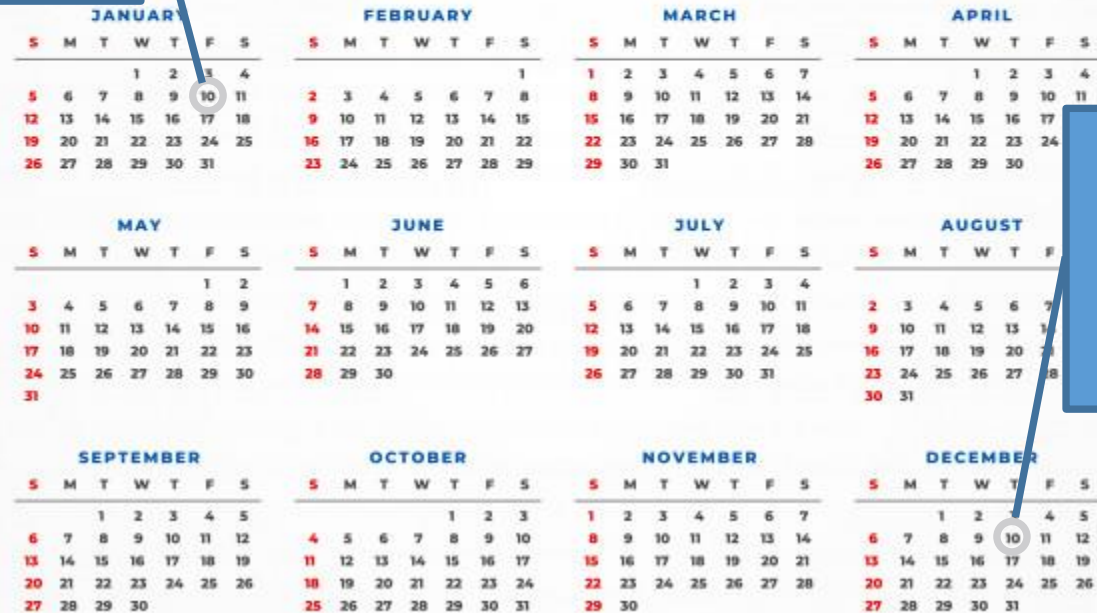 JANUARY
S M T W T F S
1 2 3 4
5 6 7 8 9 10 11
12 13 14 15 16 17 18
19 20 21 22 23 24 25
26 27 28 29 30 31
FEBRUARY
S M T W T F S
1
2 3 4 5 6 7 8
9 10 11 12 13 14 15
16 17 18 19 20 21 22
23 24 25 26 27 28 29
MARCH
S M T W T F S
1 2 3 4 5 6 7
8 9 10 11 12 13 14
15 16 17 18 19 20 21
22 23 24 25 26 27 28
29 30 31
APRIL
S M T W T F S
1 2 3 4
5 6 7 8 9 10 11
12 13 14 15 16 17
19 20 21 22 23 24
26 27 28 29 30
MAY
S M T W T F S
1 2
3 4 5 6 7 8 9
10 11 12 13 14 15 16
17 18 19 20 21 22 23
24 25 26 27 28 29 30
31
JUNE
S M T W T F S
1 2 3 4 5 6
7 8 9 10 11 12 13
14 15 16 17 18 19 20
21 22 23 24 25 26 27
28 29 30
JULY
S M T W T F S
1 2 3 4
5 6 7 8 9 10 11
12 13 14 15 16 17 18
19 20 21 22 23 24 25
26 27 28 29 30 31
AUGUST
S M T W T F
2 3 4 5 6 7
9 10 11 12 13
16 17 18 19 20
23 24 25 26 27
30 31
SEPTEMBER
S M T W T F S
1 2 3 4 5
6 7 8 9 10 11 12
13 14 15 16 17 18 19
20 21 22 23 24 25 26
27 28 29 30
OCTOBER
S M T W T F S
1 2 3
4 5 6 7 8 9 10
11 12 13 14 15 16 17
18 19 20 21 22 23 24
25 26 27 28 29 30 31
NOVEMBER
S M T W T F S
1 2 3 4 5 6 7
8 9 10 11 12 13 14
15 16 17 18 19 20 21
22 23 24 25 26 27 28
29 30
DECEMBER
S M T W T F S
1 2 4 5
6 7 8 9 10 11 12
13 14 15 16 17 18 19
20 21 22 23 24 25 26
27 28 29 30 31